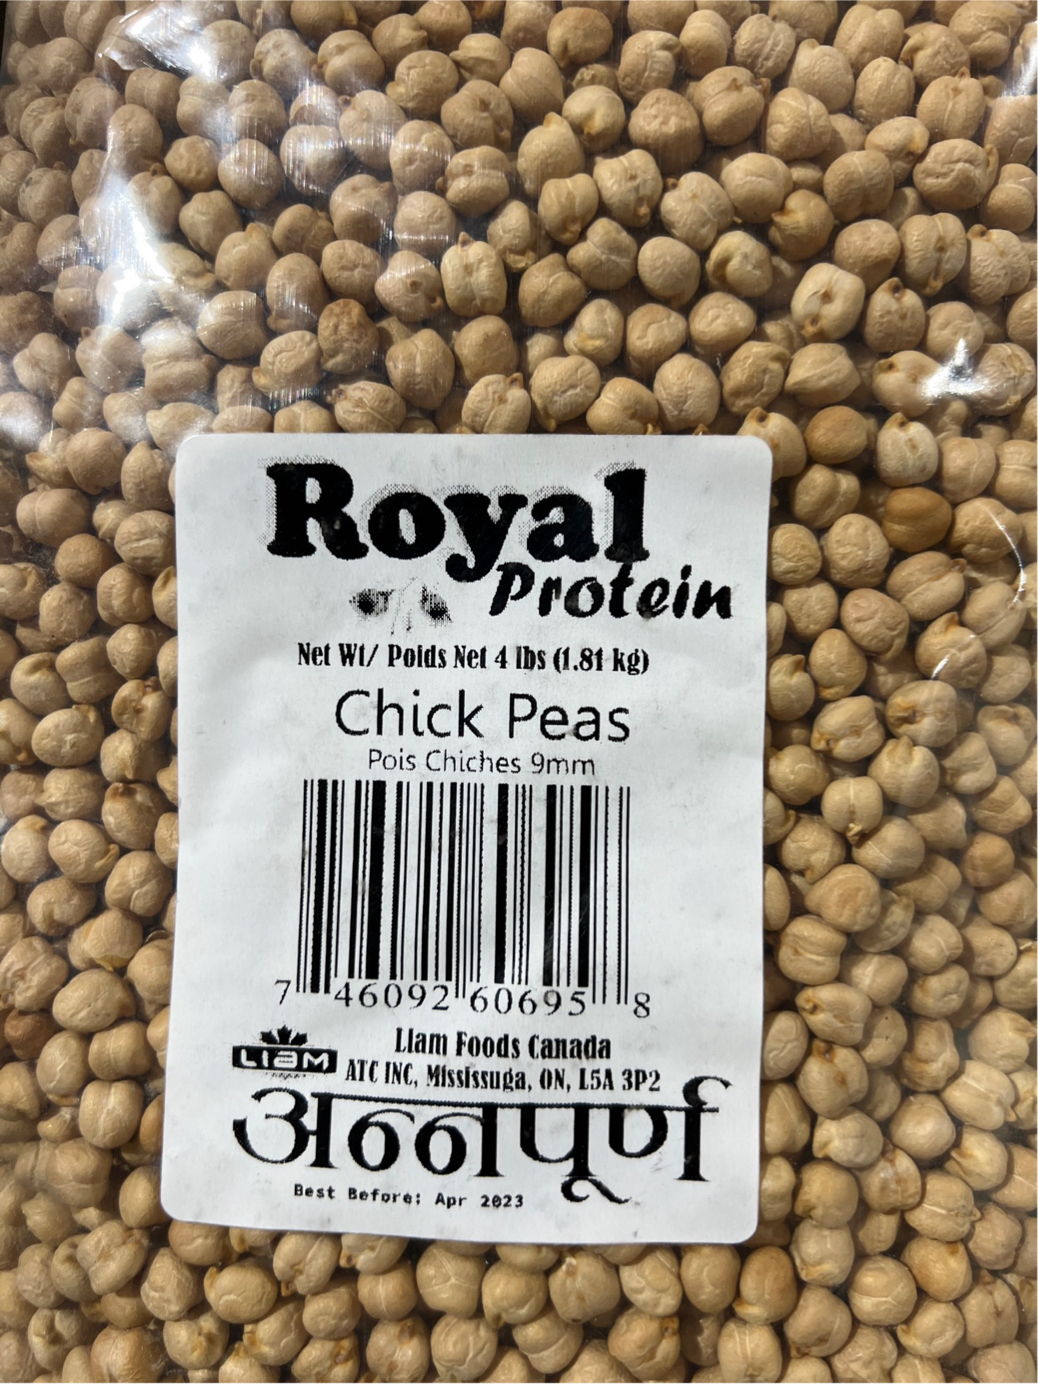 Royal
Protein
Net Wt/ Poids Net 4 lbs (1.81 kg)
Chick Peas
Pois Chiches 9mm
7 46092 60695 8
LIAM
Llam Foods Canada
ATC INC, Mississuga, ON, L5A 3P2
अन्नपूर्ण
Best Before: Apr 2023